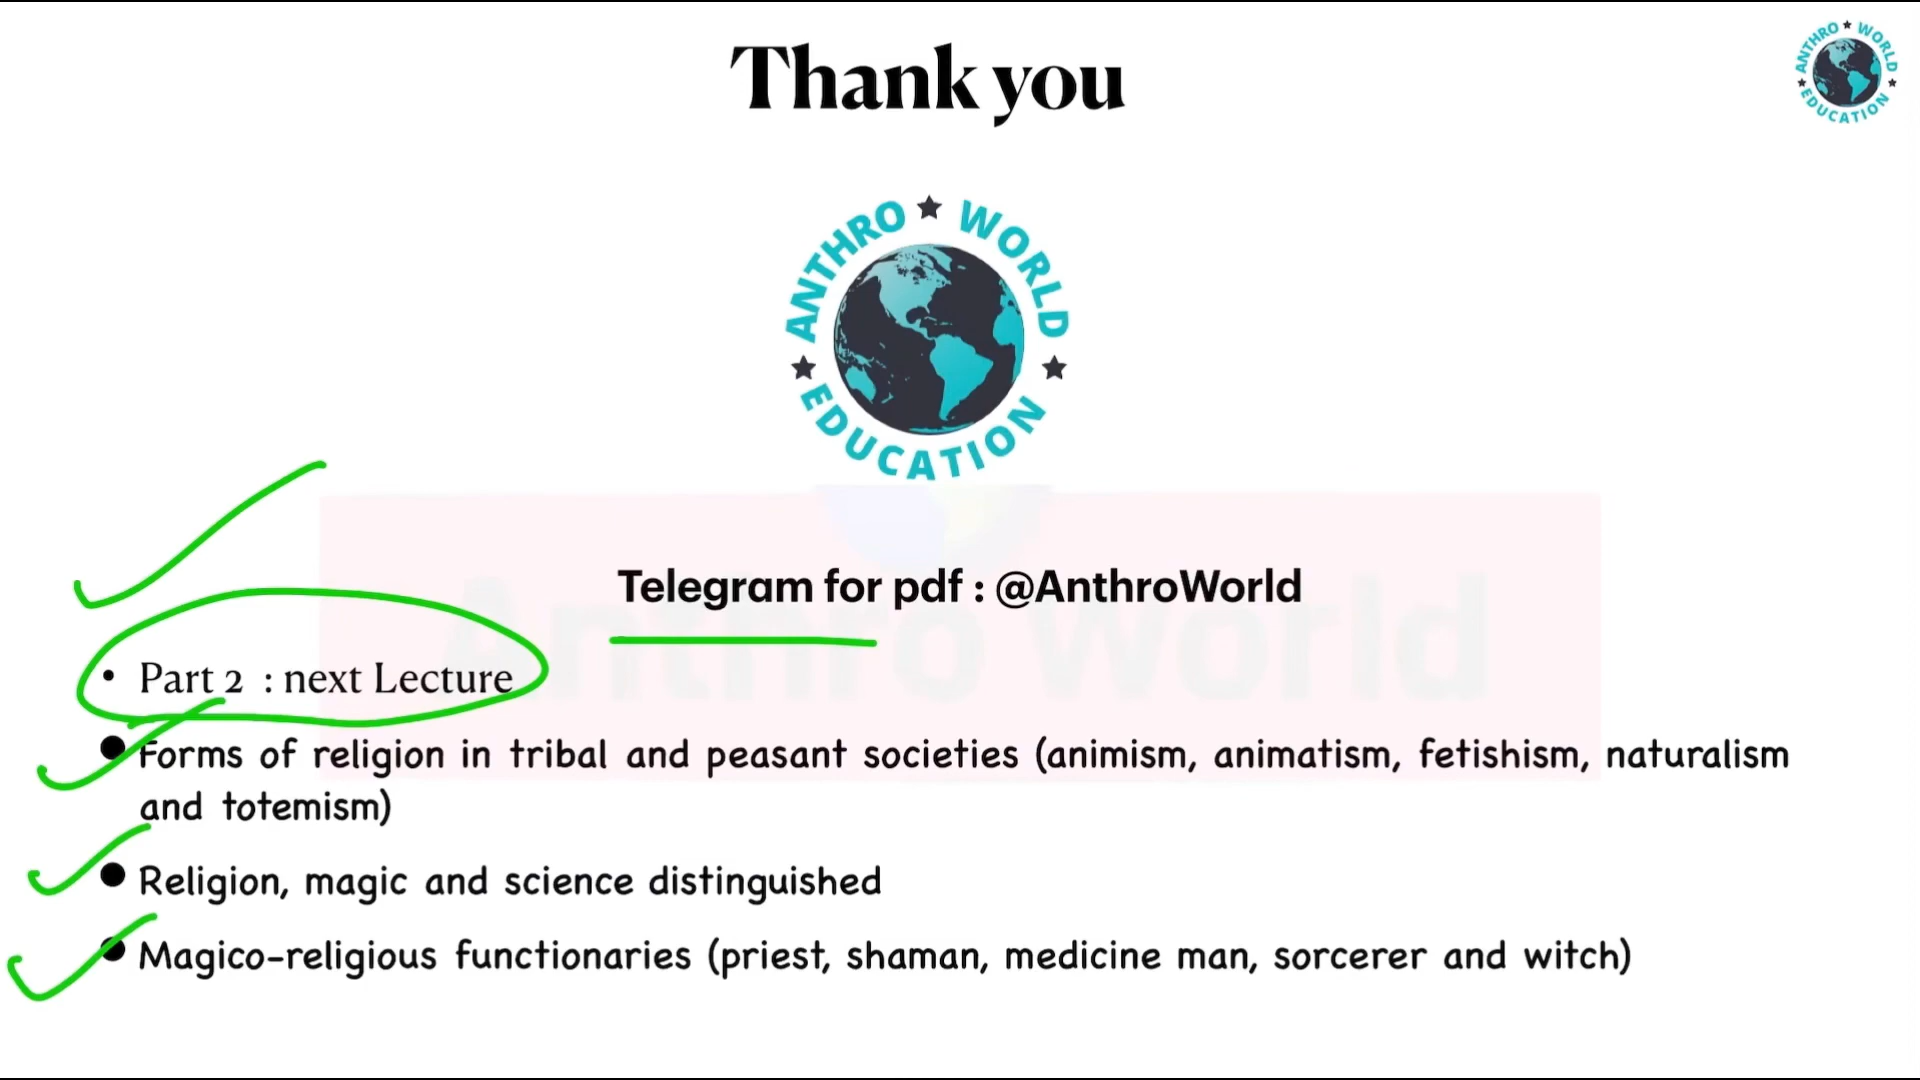 Thank you
ANTHRO WORLD EDUCATION
ANTHRO WORLD EDUCATION
Telegram for pdf : @AnthroWorld
Anthro World
• Part 2 : next Lecture
● Forms of religion in tribal and peasant societies (animism, animatism, fetishism, naturalism
and totemism)
● Religion, magic and science distinguished
● Magico-religious functionaries (priest, shaman, medicine man, sorcerer and witch)